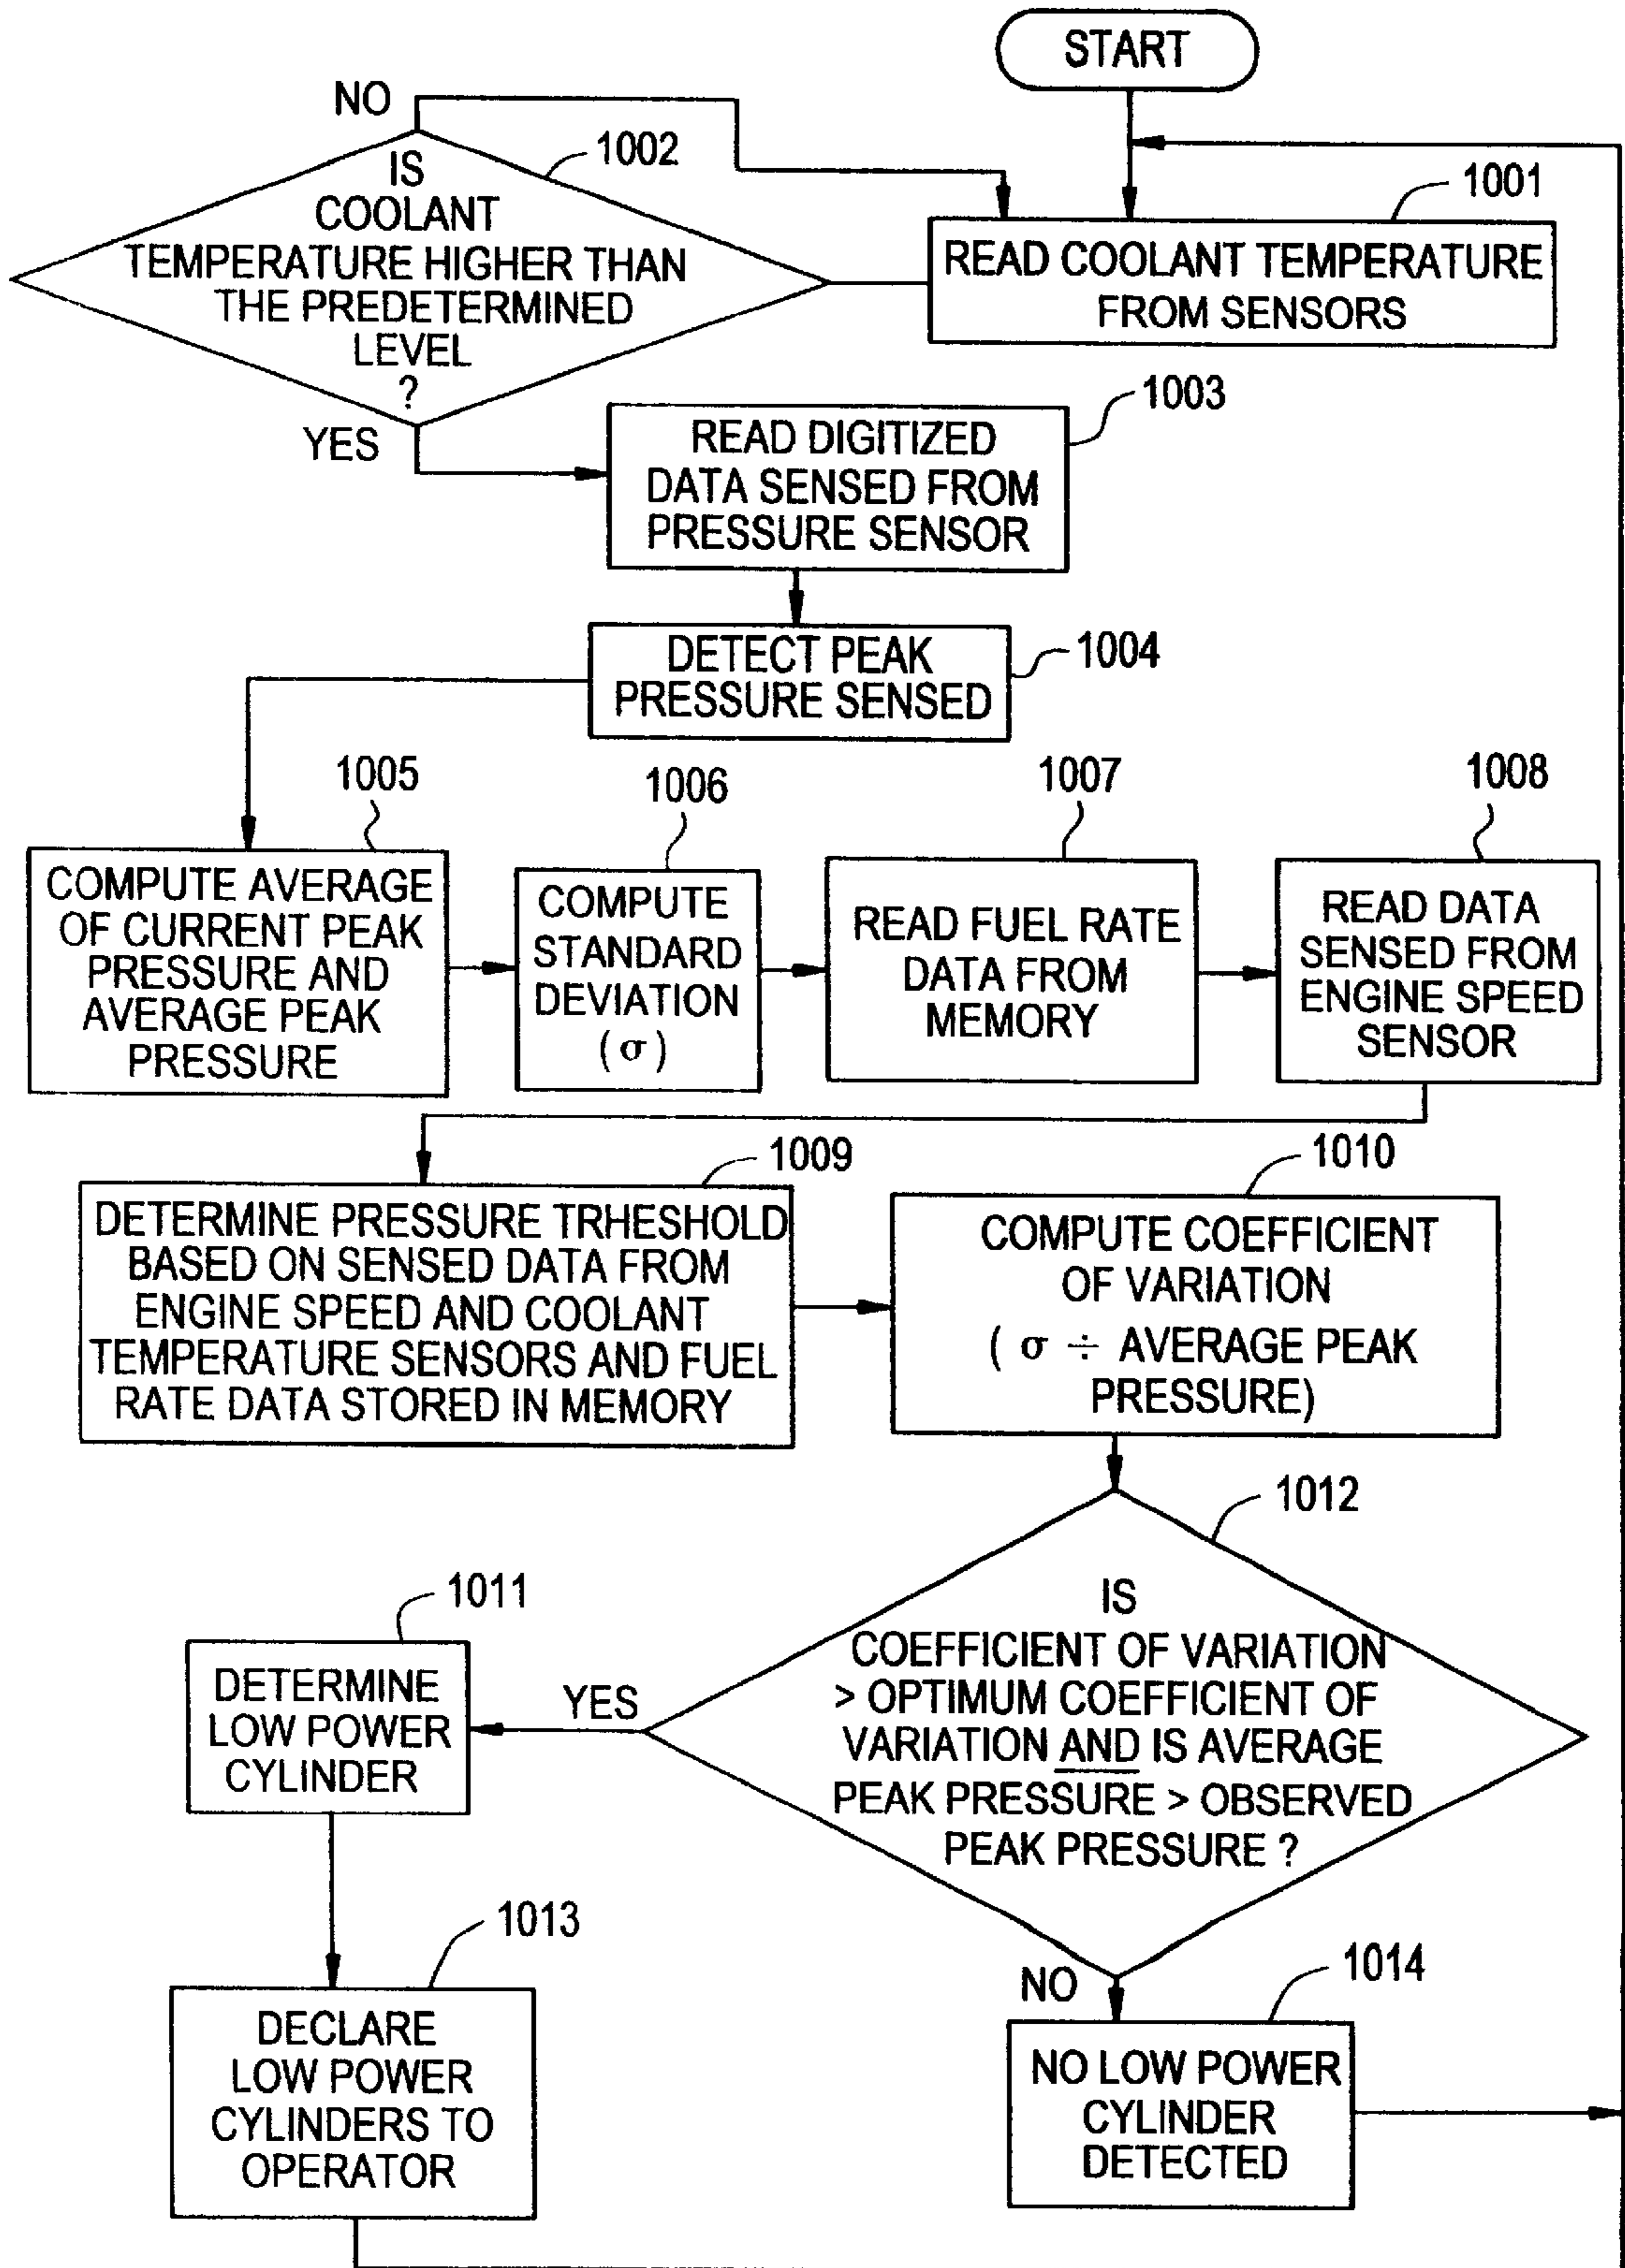 START
NO
1002
IS
COOLANT
TEMPERATURE HIGHER THAN
THE PREDETERMINED
LEVEL
?
1001
READ COOLANT TEMPERATURE
FROM SENSORS
YES
1003
READ DIGITIZED
DATA SENSED FROM
PRESSURE SENSOR
1004
DETECT PEAK
PRESSURE SENSED
1005
COMPUTE AVERAGE
OF CURRENT PEAK
PRESSURE AND
AVERAGE PEAK
PRESSURE
1006
COMPUTE
STANDARD
DEVIATION
( σ )
1007
READ FUEL RATE
DATA FROM
MEMORY
1008
READ DATA
SENSED FROM
ENGINE SPEED
SENSOR
1009
DETERMINE PRESSURE TRHESHOLD
BASED ON SENSED DATA FROM
ENGINE SPEED AND COOLANT
TEMPERATURE SENSORS AND FUEL
RATE DATA STORED IN MEMORY
1010
COMPUTE COEFFICIENT
OF VARIATION
( σ ÷ AVERAGE PEAK
PRESSURE)
1012
IS
COEFFICIENT OF VARIATION
> OPTIMUM COEFFICIENT OF
VARIATION AND IS AVERAGE
PEAK PRESSURE > OBSERVED
PEAK PRESSURE ?
YES
1011
DETERMINE
LOW POWER
CYLINDER
1013
DECLARE
LOW POWER
CYLINDERS TO
OPERATOR
NO
1014
NO LOW POWER
CYLINDER
DETECTED